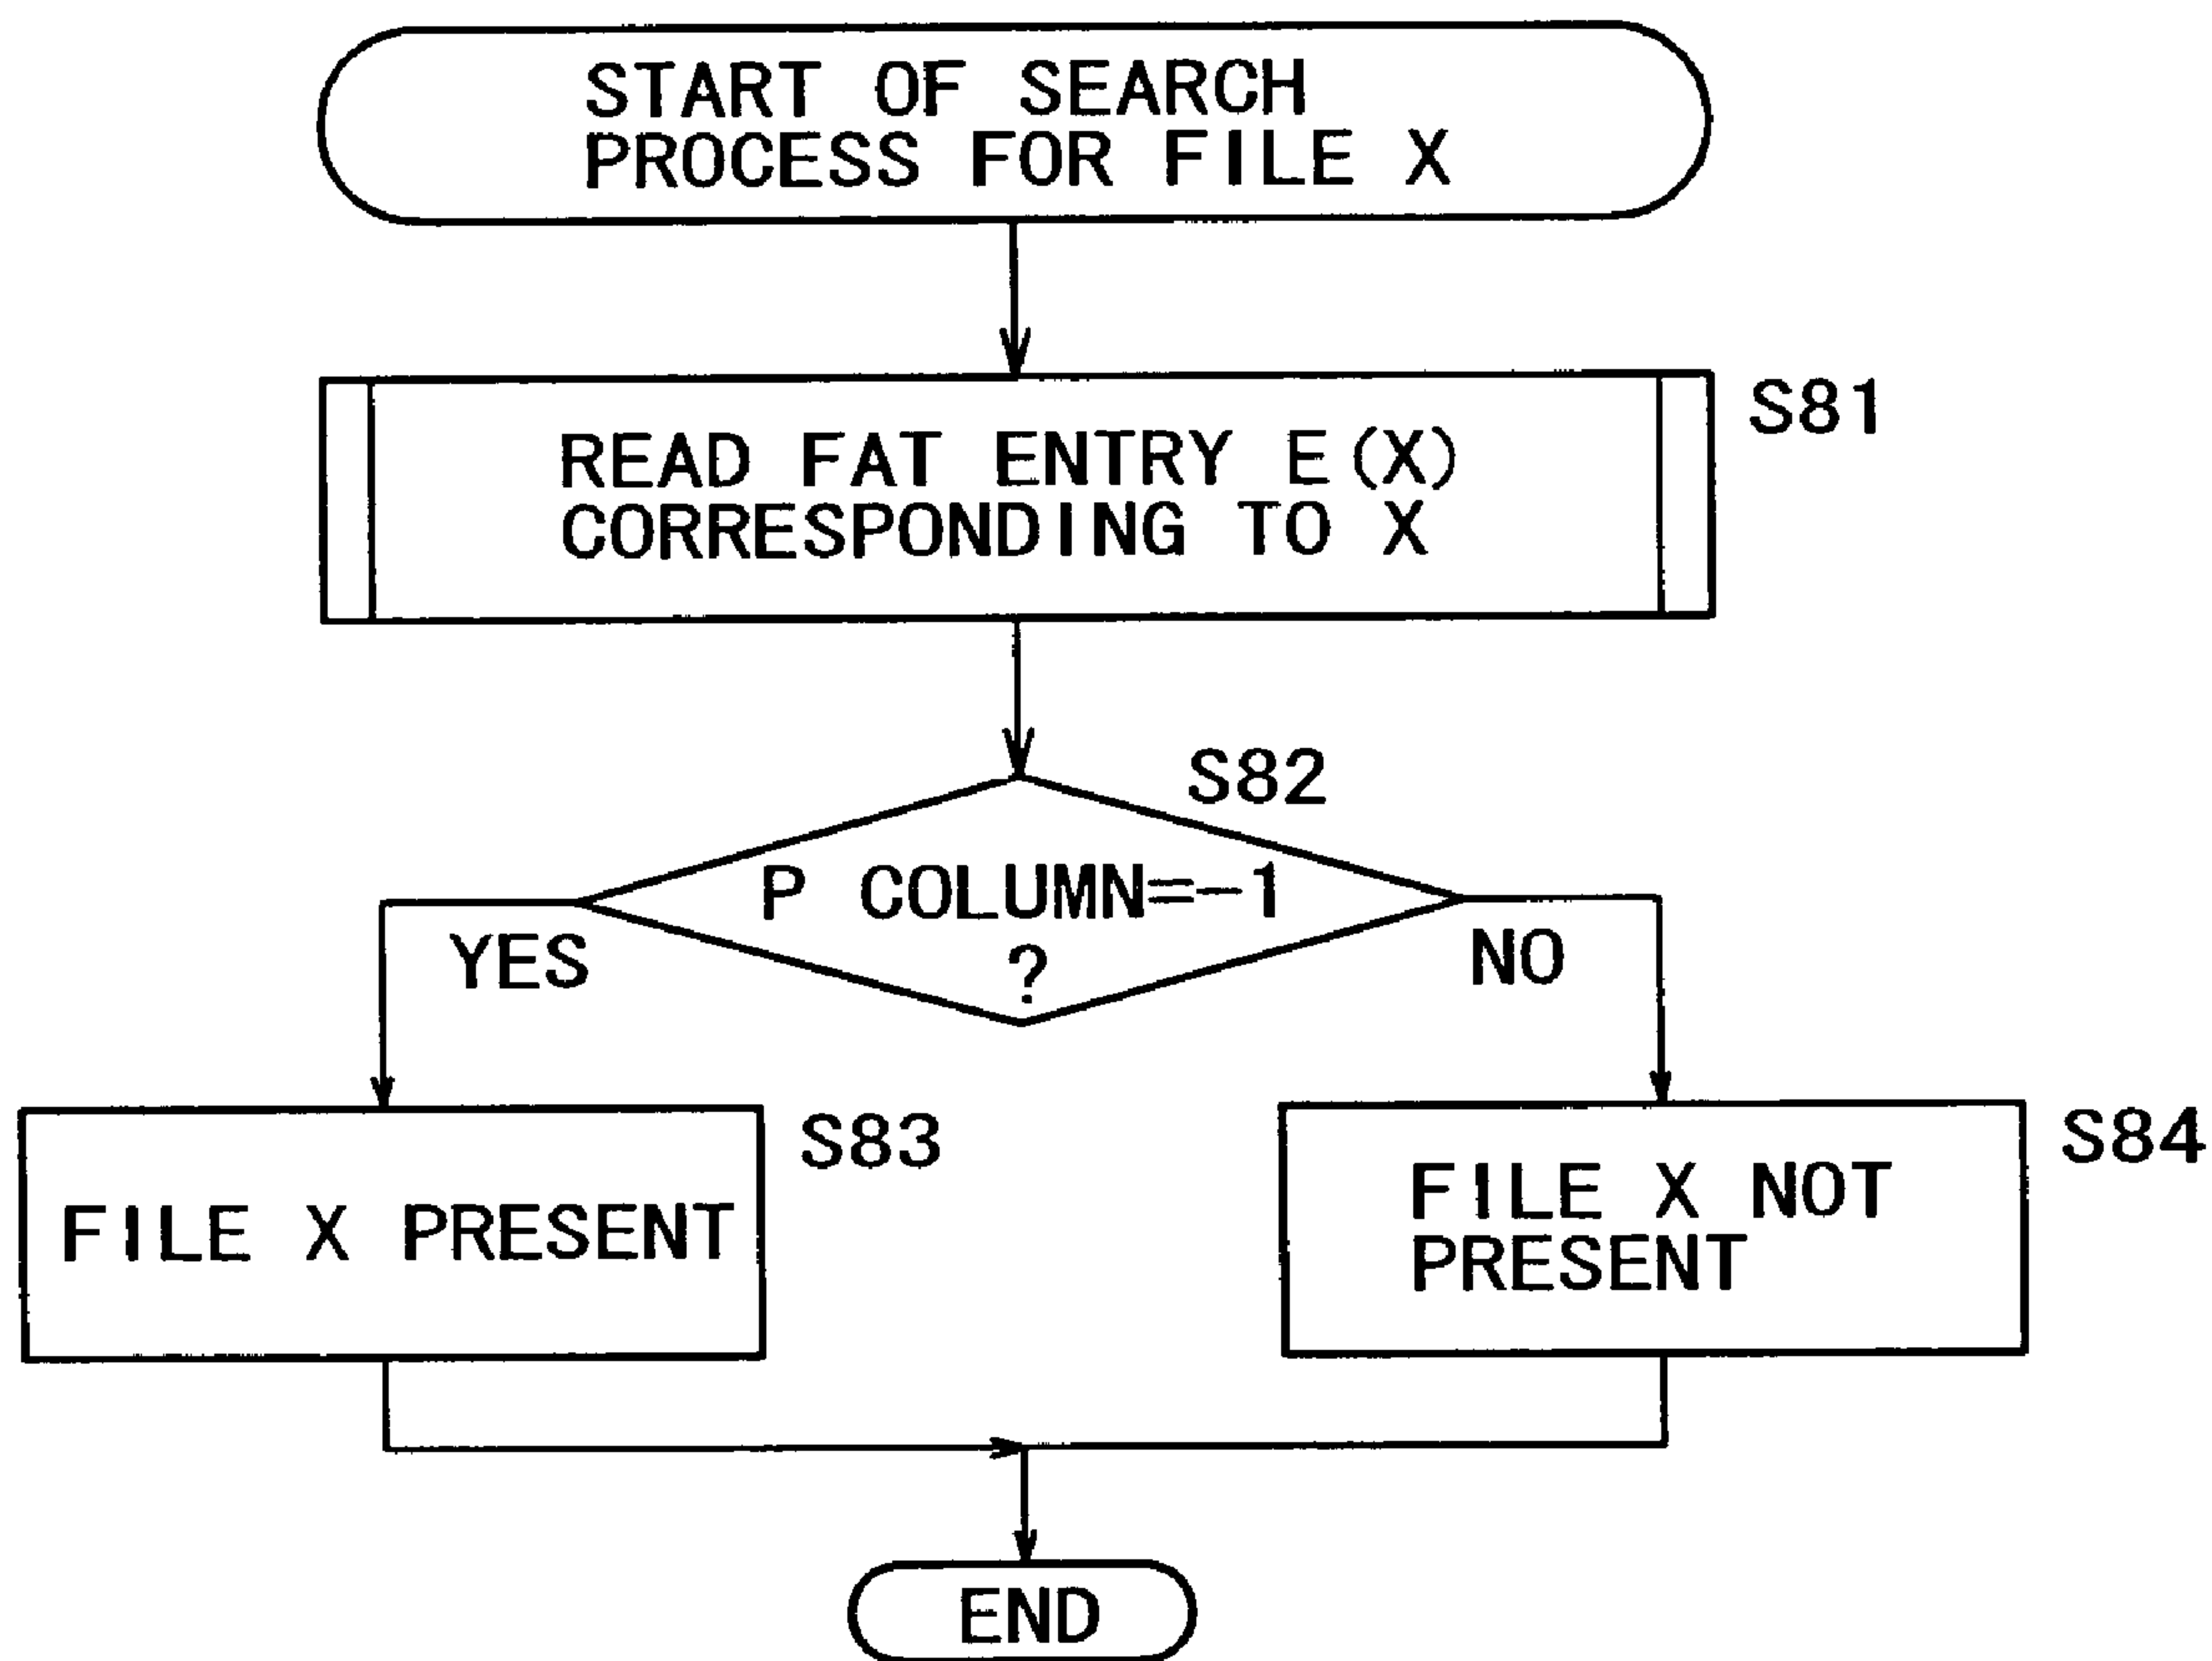 START OF SEARCH
PROCESS FOR FILE X
S81
READ FAT ENTRY E(X)
CORRESPONDING TO X
S82
P COLUMN=-1
?
YES
NO
S83
FILE X PRESENT
S84
FILE X NOT
PRESENT
END